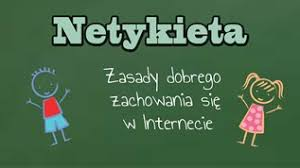 Netykieta
Zasady dobrego
zachowania się
w Internecie